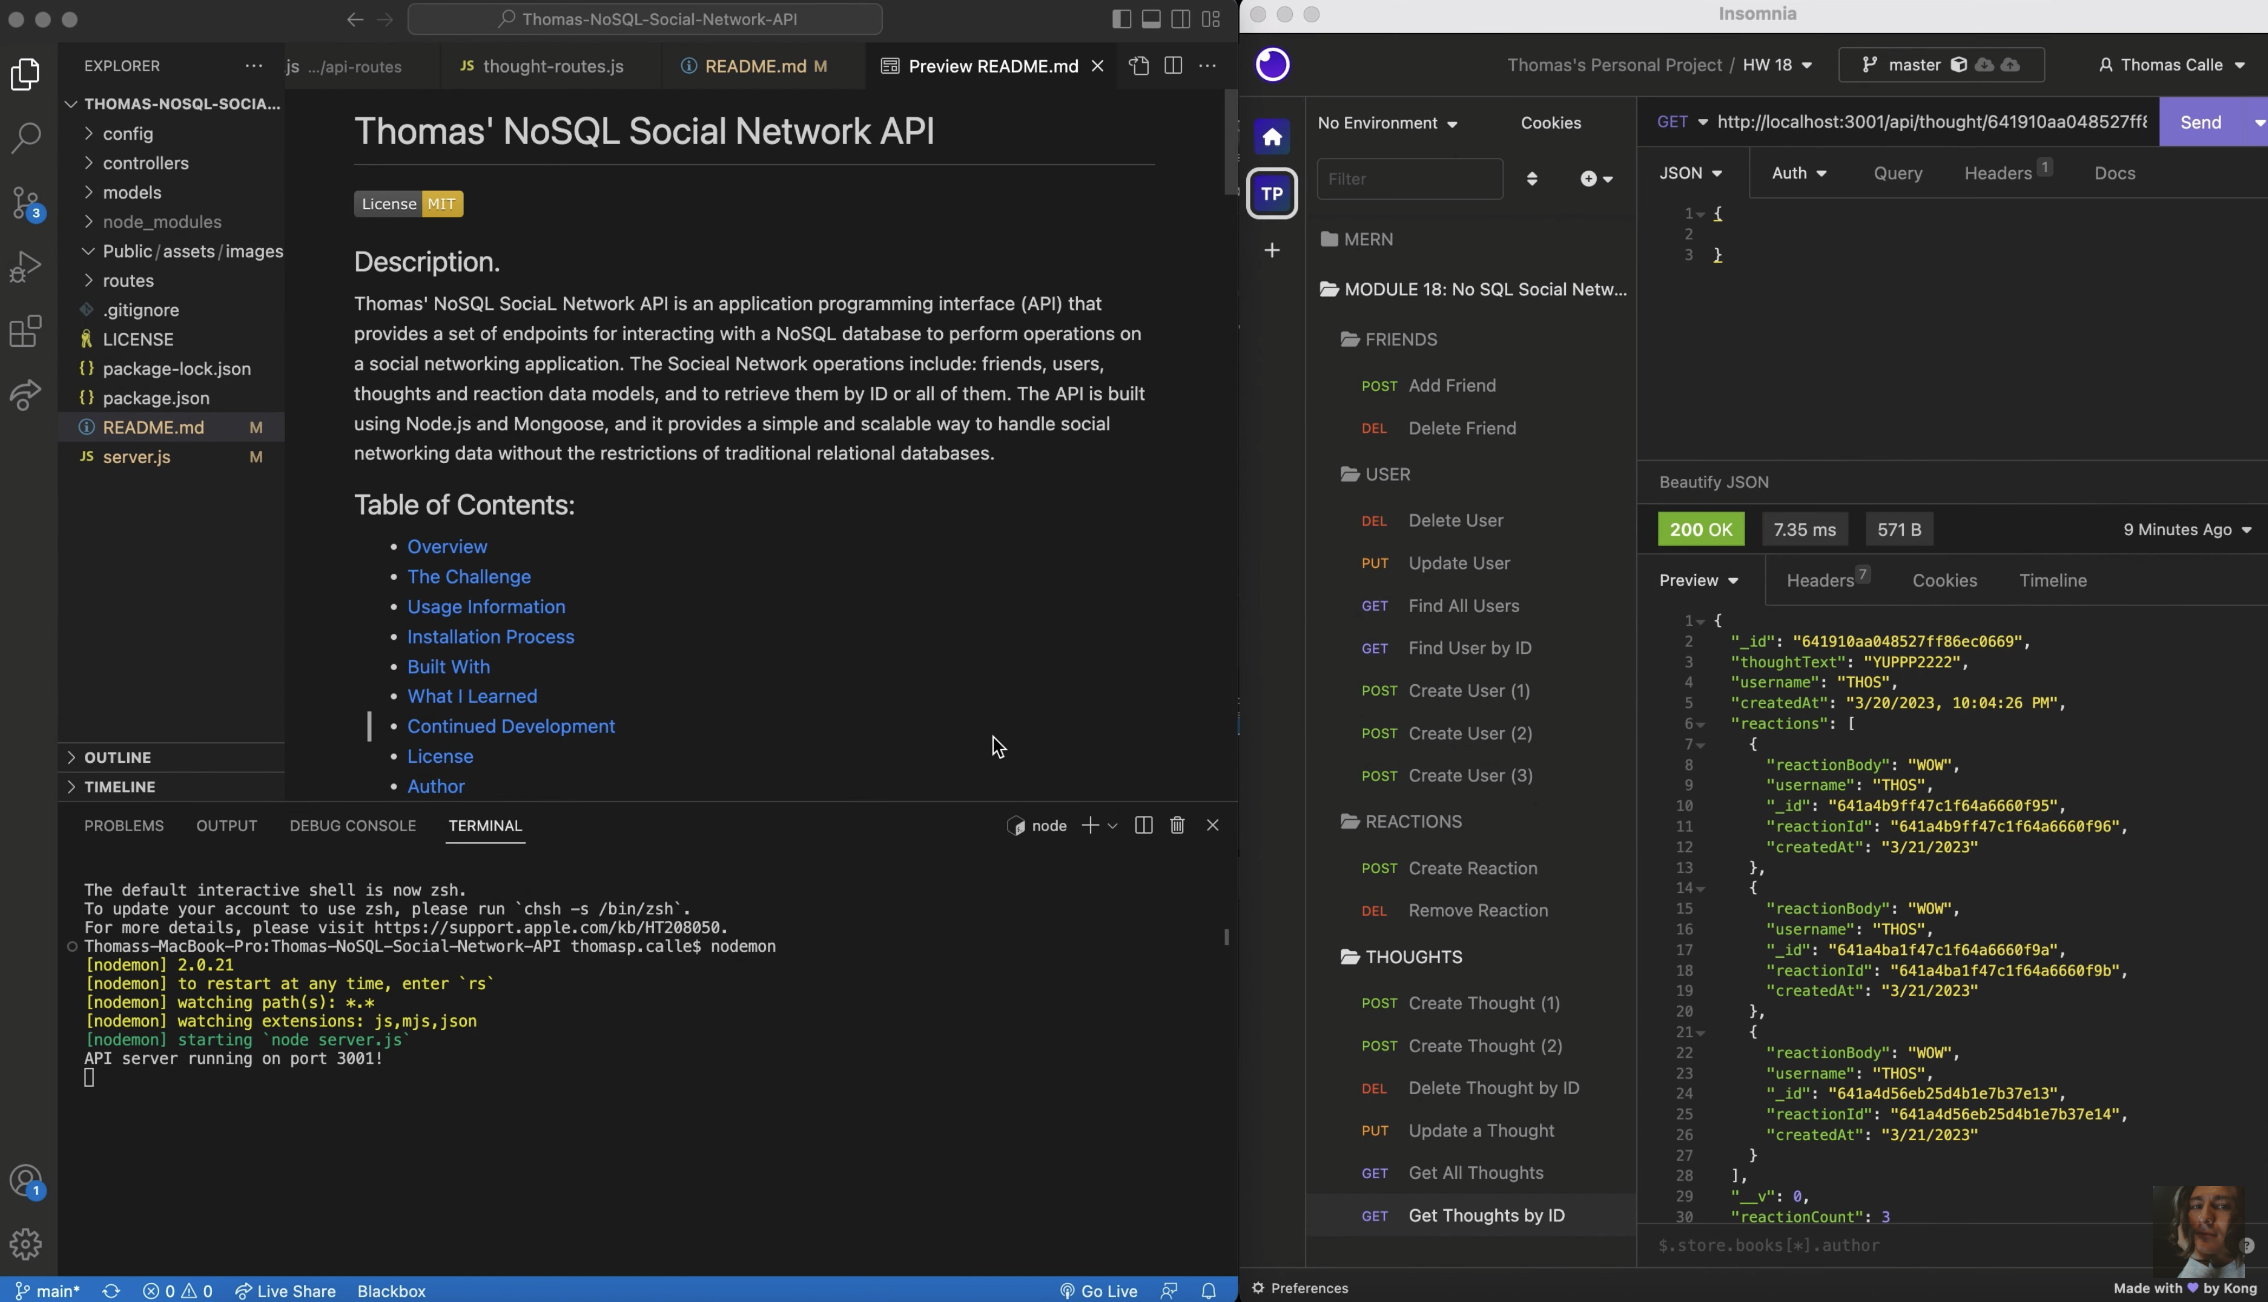 Thomas-NoSQL-Social-Network-API
EXPLORER
js .../api-routes
JS thought-routes.js
README.md M
Preview README.md
THOMAS-NOSQL-SOCIA...
config
controllers
models
node_modules
Public/assets/images
routes
.gitignore
LICENSE
package-lock.json
package.json
README.md M
JS server.js M
OUTLINE
TIMELINE
3
1
Thomas' NoSQL Social Network API
License MIT
Description.
Thomas' NoSQL SociaL Network API is an application programming interface (API) that
provides a set of endpoints for interacting with a NoSQL database to perform operations on
a social networking application. The Socieal Network operations include: friends, users,
thoughts and reaction data models, and to retrieve them by ID or all of them. The API is built
using Node.js and Mongoose, and it provides a simple and scalable way to handle social
networking data without the restrictions of traditional relational databases.
Table of Contents:
• Overview
• The Challenge
• Usage Information
• Installation Process
• Built With
• What I Learned
• Continued Development
• License
• Author
PROBLEMS OUTPUT DEBUG CONSOLE TERMINAL
node
The default interactive shell is now zsh.
To update your account to use zsh, please run `chsh -s /bin/zsh`.
For more details, please visit https://support.apple.com/kb/HT208050.
Thomass-MacBook-Pro:Thomas-NoSQL-Social-Network-API thomasp.calle$ nodemon
[nodemon] 2.0.21
[nodemon] to restart at any time, enter `rs`
[nodemon] watching path(s): *.*
[nodemon] watching extensions: js,mjs,json
[nodemon] starting `node server.js`
API server running on port 3001!
main* 0 0 Live Share Blackbox
Go Live
Insomnia
Thomas's Personal Project / HW 18
master
Thomas Calle
TP
No Environment
Cookies
Filter
MERN
MODULE 18: No SQL Social Netw...
FRIENDS
POST Add Friend
DEL Delete Friend
USER
DEL Delete User
PUT Update User
GET Find All Users
GET Find User by ID
POST Create User (1)
POST Create User (2)
POST Create User (3)
REACTIONS
POST Create Reaction
DEL Remove Reaction
THOUGHTS
POST Create Thought (1)
POST Create Thought (2)
DEL Delete Thought by ID
PUT Update a Thought
GET Get All Thoughts
GET Get Thoughts by ID
Preferences
GET http://localhost:3001/api/thought/641910aa048527ff8
Send
JSON Auth Query Headers 1 Docs
1 {
2
3 }
Beautify JSON
200 OK 7.35 ms 571 B 9 Minutes Ago
Preview Headers 7 Cookies Timeline
1 {
2 "_id": "641910aa048527ff86ec0669",
3 "thoughtText": "YUPPP2222",
4 "username": "THOS",
5 "createdAt": "3/20/2023, 10:04:26 PM",
6 "reactions": [
7 {
8 "reactionBody": "WOW",
9 "username": "THOS",
10 "_id": "641a4b9ff47c1f64a6660f95",
11 "reactionId": "641a4b9ff47c1f64a6660f96",
12 "createdAt": "3/21/2023"
13 },
14 {
15 "reactionBody": "WOW",
16 "username": "THOS",
17 "_id": "641a4ba1f47c1f64a6660f9a",
18 "reactionId": "641a4ba1f47c1f64a6660f9b",
19 "createdAt": "3/21/2023"
20 },
21 {
22 "reactionBody": "WOW",
23 "username": "THOS",
24 "_id": "641a4d56eb25d4b1e7b37e13",
25 "reactionId": "641a4d56eb25d4b1e7b37e14",
26 "createdAt": "3/21/2023"
27 }
28 ],
29 "__v": 0,
30 "reactionCount": 3
$.store.books[*].author
Made with ♥ by Kong